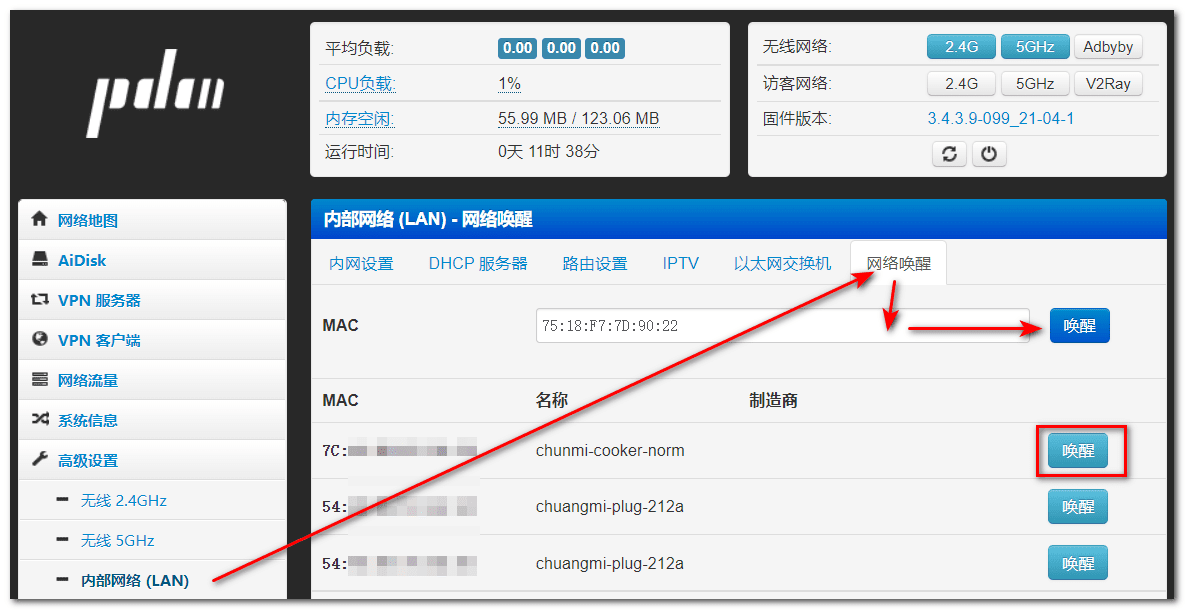 pdcn
平均负载: 0.00 0.00 0.00
CPU负载: 1%
内存空闲: 55.99 MB / 123.06 MB
运行时间: 0天 11时 38分
无线网络: 2.4G 5GHz Adbyby
访客网络: 2.4G 5GHz V2Ray
固件版本: 3.4.3.9-099_21-04-1
网络地图
AiDisk
VPN 服务器
VPN 客户端
网络流量
系统信息
高级设置
无线 2.4GHz
无线 5GHz
内部网络 (LAN)
内部网络 (LAN) - 网络唤醒
内网设置 DHCP 服务器 路由设置 IPTV 以太网交换机 网络唤醒
MAC 75:18:F7:7D:90:22 唤醒
MAC 名称 制造商
7C: chunmi-cooker-norm 唤醒
54: chuangmi-plug-212a 唤醒
54: chuangmi-plug-212a 唤醒